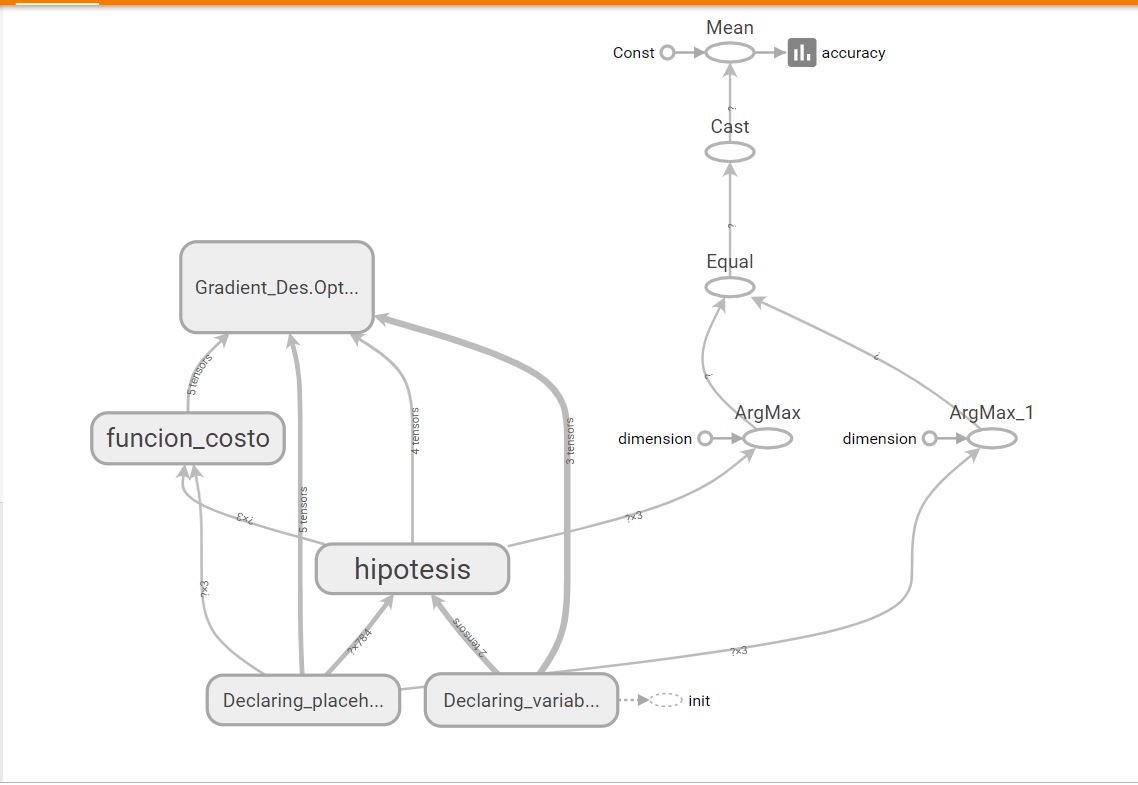 Mean
Const
accuracy
?
Cast
?
Equal
Gradient_Des.Opt...
?
?
5 tensors
ArgMax
ArgMax_1
funcion_costo
4 tensors
3 tensors
dimension
dimension
?×3
5 tensors
?×3
hipotesis
?×3
?×784
2 tensors
?×3
Declaring_placeh...
Declaring_variab...
init